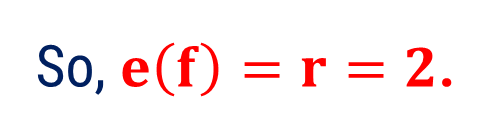 So, e(f) = r = 2.